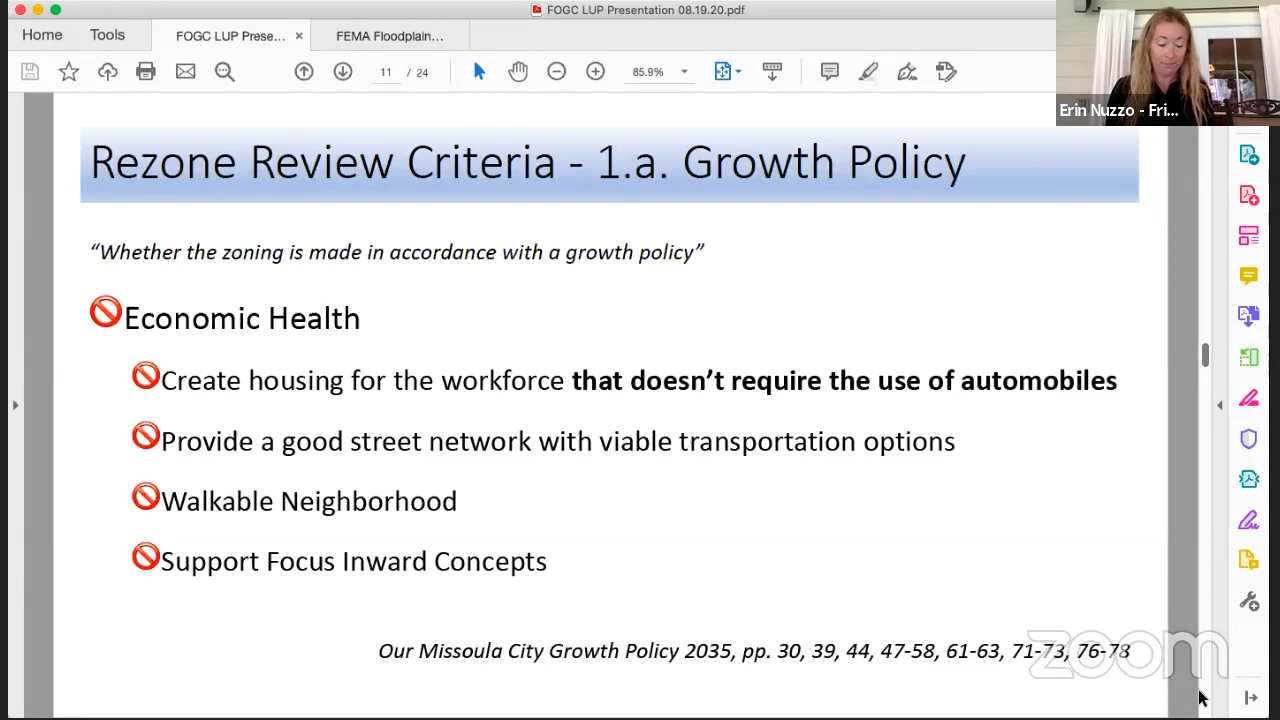 FOGC LUP Presentation 08.19.20.pdf
Home
Tools
FOGC LUP Prese... ×
FEMA Floodplain...
11 / 24
85.9%
Erin Nuzzo - Fri...
Rezone Review Criteria - 1.a. Growth Policy
“Whether the zoning is made in accordance with a growth policy”
Economic Health
Create housing for the workforce that doesn’t require the use of automobiles
Provide a good street network with viable transportation options
Walkable Neighborhood
Support Focus Inward Concepts
Our Missoula City Growth Policy 2035, pp. 30, 39, 44, 47-58, 61-63, 71-73, 76-78
zoom